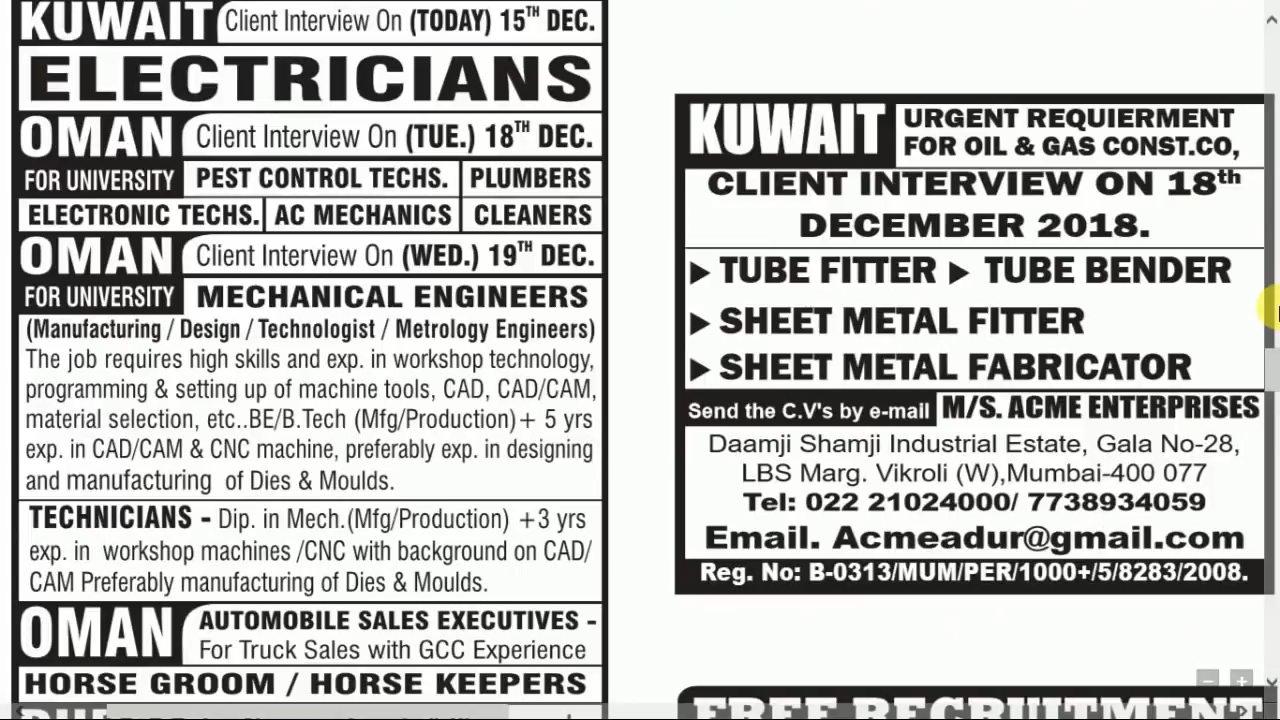 KUWAIT Client Interview On (TODAY) 15TH DEC.
ELECTRICIANS
OMAN Client Interview On (TUE.) 18TH DEC.
FOR UNIVERSITY PEST CONTROL TECHS. PLUMBERS
ELECTRONIC TECHS. AC MECHANICS CLEANERS
OMAN Client Interview On (WED.) 19TH DEC.
FOR UNIVERSITY MECHANICAL ENGINEERS
(Manufacturing / Design / Technologist / Metrology Engineers)
The job requires high skills and exp. in workshop technology,
programming & setting up of machine tools, CAD, CAD/CAM,
material selection, etc..BE/B.Tech (Mfg/Production)+ 5 yrs
exp. in CAD/CAM & CNC machine, preferably exp. in designing
and manufacturing of Dies & Moulds.
TECHNICIANS - Dip. in Mech.(Mfg/Production) +3 yrs
exp. in workshop machines /CNC with background on CAD/
CAM Preferably manufacturing of Dies & Moulds.
OMAN AUTOMOBILE SALES EXECUTIVES -
For Truck Sales with GCC Experience
HORSE GROOM / HORSE KEEPERS
KUWAIT URGENT REQUIERMENT
FOR OIL & GAS CONST.CO,
CLIENT INTERVIEW ON 18th
DECEMBER 2018.
▶ TUBE FITTER ▶ TUBE BENDER
▶ SHEET METAL FITTER
▶ SHEET METAL FABRICATOR
Send the C.V's by e-mail M/S. ACME ENTERPRISES
Daamji Shamji Industrial Estate, Gala No-28,
LBS Marg. Vikroli (W),Mumbai-400 077
Tel: 022 21024000/ 7738934059
Email. Acmeadur@gmail.com
Reg. No: B-0313/MUM/PER/1000+/5/8283/2008.
FREE RECRUITMENT